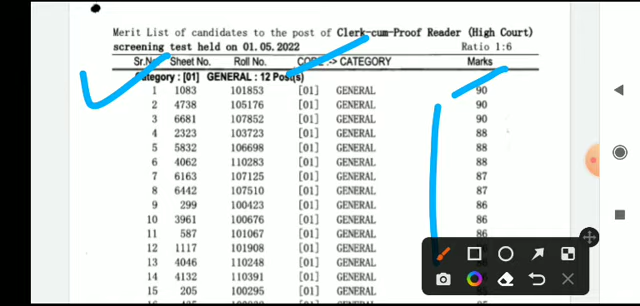 Merit List of candidates to the post of Clerk-cum-Proof Reader (High Court)
screening test held on 01.05.2022 Ratio 1:6
Sr.No. Sheet No. Roll No. -> CATEGORY Marks
Category : [01] GENERAL : 12 Post(s)
1 1083 101853 [01] GENERAL 90
2 4738 105176 [01] GENERAL 90
3 6681 107852 [01] GENERAL 90
4 2323 103723 [01] GENERAL 88
5 5832 106698 [01] GENERAL 88
6 4062 110283 [01] GENERAL 88
7 6163 107125 [01] GENERAL 87
8 6442 107510 [01] GENERAL 87
9 299 100423 [01] GENERAL 86
10 3961 100676 [01] GENERAL 86
11 587 101067 [01] GENERAL 86
12 1117 101908 [01] GENERAL
13 4046 110248 [01] GENERAL
14 4132 110391 [01] GENERAL
15 205 100295 [01] GENERAL